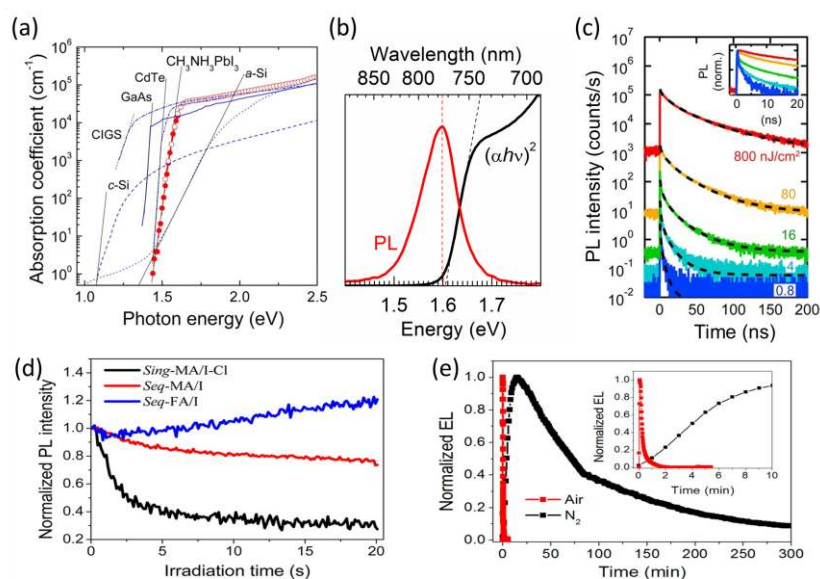 (a)
Absorption coefficient (cm⁻¹)
10⁶
10⁵
10⁴
10³
10²
10¹
10⁰
CH₃NH₃PbI₃
CdTe
a-Si
GaAs
CIGS
c-Si
1.0 1.5 2.0 2.5
Photon energy (eV)
(b)
Wavelength (nm)
850 800 750 700
(αhν)²
PL
1.5 1.6 1.7
Energy (eV)
(c)
PL intensity (counts/s)
10⁷
10⁶
10⁵
10⁴
10³
10²
10¹
10⁰
10⁻¹
10⁻²
PL
(norm.)
0 10 20
(ns)
800 nJ/cm²
80
16
4
0.8
0 50 100 150 200
Time (ns)
(d)
Normalized PL intensity
1.4
1.2
1.0
0.8
0.6
0.4
0.2
Sing-MA/I-Cl
Seq-MA/I
Seq-FA/I
0 5 10 15 20
Irradiation time (s)
(e)
Normalized EL
1.0
0.8
0.6
0.4
0.2
0.0
Air
N₂
Normalized EL
1.0
0.8
0.6
0.4
0.2
0.0
0 2 4 6 8 10
Time (min)
0 50 100 150 200 250 300
Time (min)